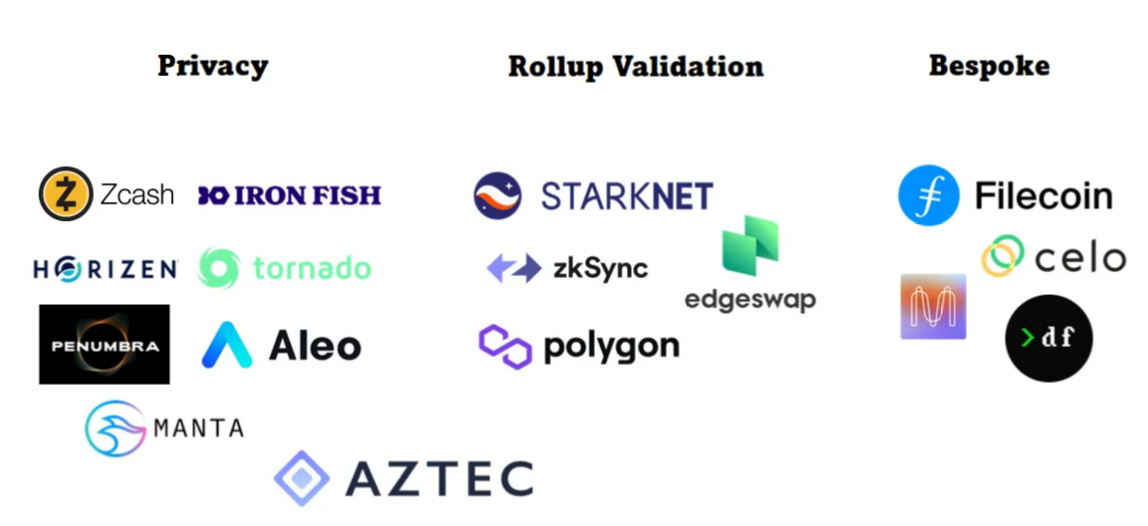 Privacy
Rollup Validation
Bespoke
Zcash
IRON FISH
HORIZEN
tornado
PENUMBRA
Aleo
MANTA
AZTEC
STARKNET
zkSync
edgeswap
polygon
Filecoin
celo
M
>df